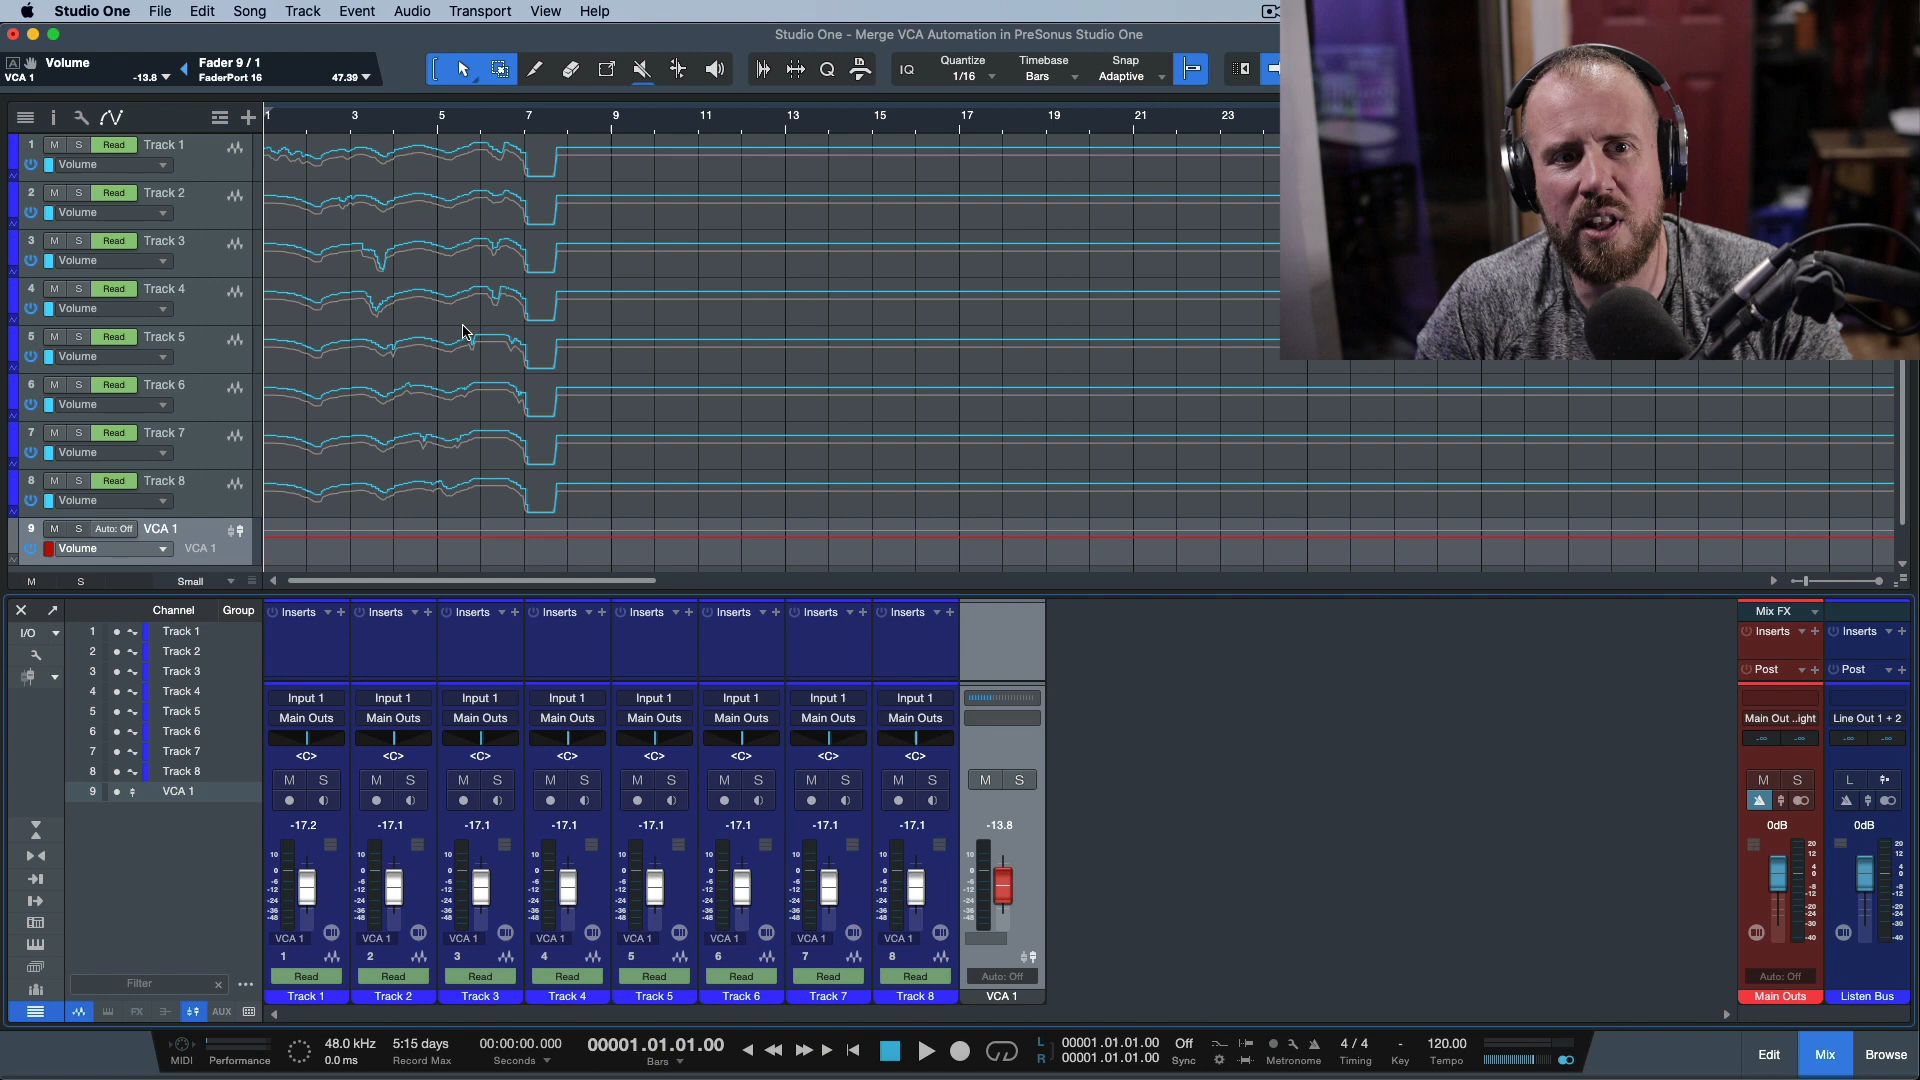 Studio One File Edit Song Track Event Audio Transport View Help
Studio One - Merge VCA Automation in PreSonus Studio One
A Volume Fader 9 / 1
VCA 1 -13.8 FaderPort 16 47.39
IQ Quantize 1/16 Timebase Bars Snap Adaptive
1 3 5 7 9 11 13 15 17 19 21 23
1 M S Read Track 1
Volume
2 M S Read Track 2
Volume
3 M S Read Track 3
Volume
4 M S Read Track 4
Volume
5 M S Read Track 5
Volume
6 M S Read Track 6
Volume
7 M S Read Track 7
Volume
8 M S Read Track 8
Volume
9 M S Auto: Off VCA 1
Volume VCA 1
M S Small
Channel Group Inserts Inserts Inserts Inserts Inserts Inserts Inserts Inserts Mix FX
I/O 1 Track 1 Inserts Inserts
2 Track 2
3 Track 3 Post Post
4 Track 4 Input 1 Input 1 Input 1 Input 1 Input 1 Input 1 Input 1 Input 1
5 Track 5 Main Outs Main Outs Main Outs Main Outs Main Outs Main Outs Main Outs Main Outs Main Out ..ight Line Out 1 + 2
6 Track 6 -∞ -∞ -∞ -∞
7 Track 7 <C> <C> <C> <C> <C> <C> <C> <C>
8 Track 8 M S M S M S M S M S M S M S M S M S M S L
9 VCA 1
-17.2 -17.1 -17.1 -17.1 -17.1 -17.1 -17.1 -17.1 -13.8 0dB 0dB
VCA 1 VCA 1 VCA 1 VCA 1 VCA 1 VCA 1 VCA 1 VCA 1
1 2 3 4 5 6 7 8
Filter Read Read Read Read Read Read Read Read Auto: Off Auto: Off
Track 1 Track 2 Track 3 Track 4 Track 5 Track 6 Track 7 Track 8 VCA 1 Main Outs Listen Bus
FX AUX
MIDI Performance 48.0 kHz 0.0 ms 5:15 days Record Max 00:00:00.000 Seconds 00001.01.01.00 Bars L 00001.01.01.00 R 00001.01.01.00 Off Sync Metronome 4 / 4 Timing - Key 120.00 Tempo Edit Mix Browse